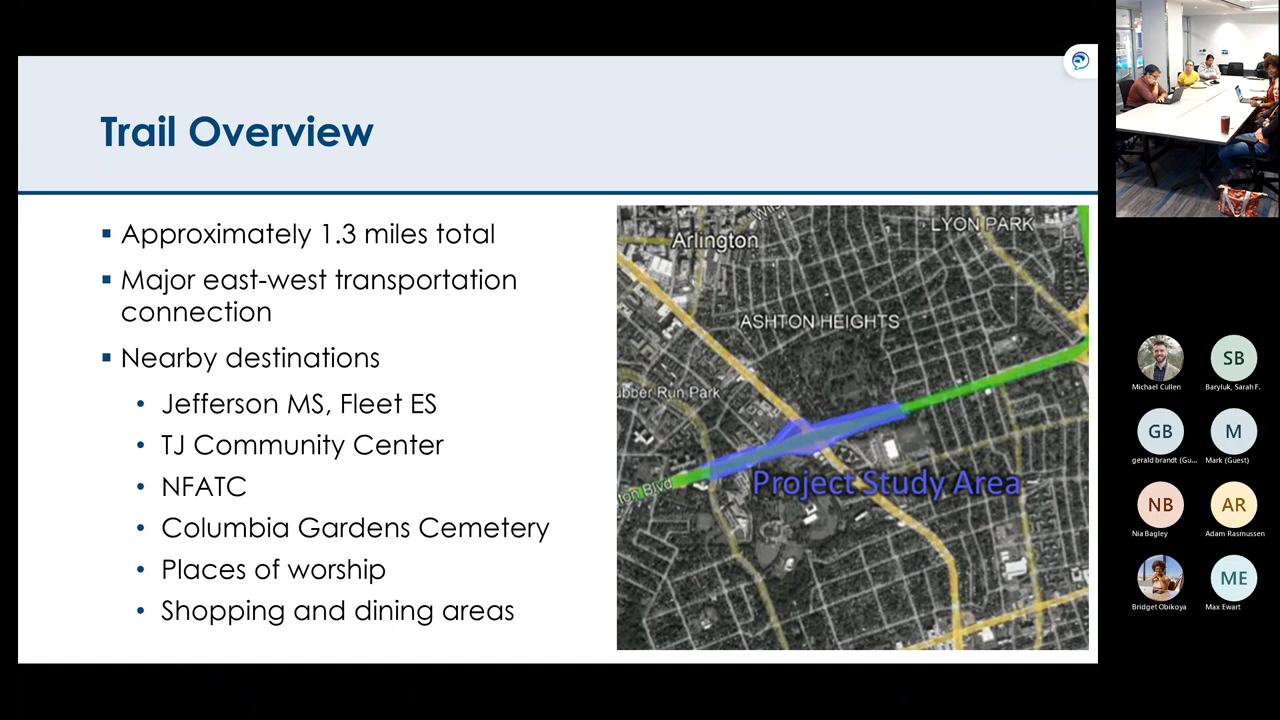 Trail Overview
Approximately 1.3 miles total
Major east-west transportation
connection
Nearby destinations
Jefferson MS, Fleet ES
TJ Community Center
NFATC
Columbia Gardens Cemetery
Places of worship
Shopping and dining areas
Arlington
LYON PARK
ASHTON HEIGHTS
ubber Run Park
Project Study Area
ton Blvd
Michael Cullen
SB
Baryluk, Sarah F.
GB
gerald brandt (Gu...
M
Mark (Guest)
NB
Nia Bagley
AR
Adam Rasmussen
Bridget Obikoya
ME
Max Ewart